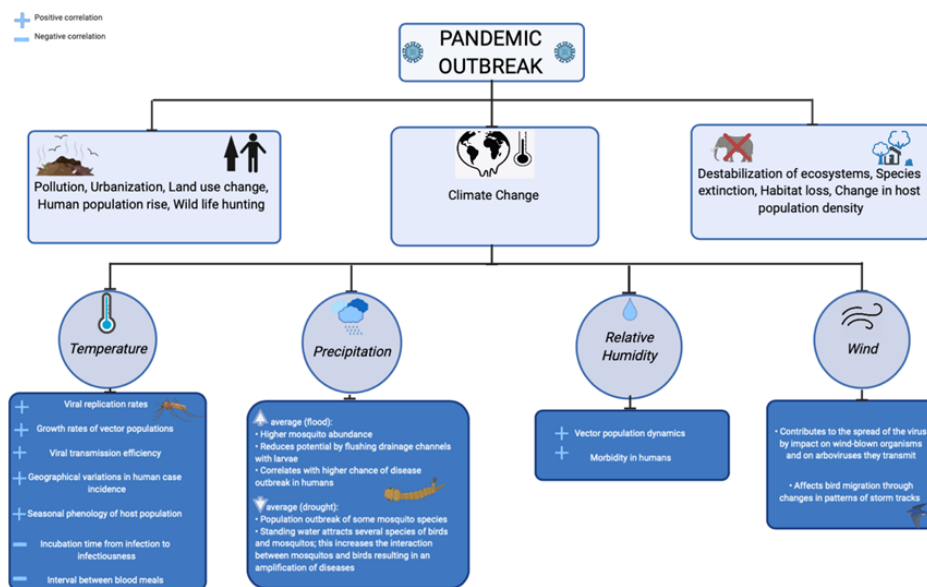 Positive correlation
Negative correlation
PANDEMIC
OUTBREAK
Pollution, Urbanization, Land use change,
Human population rise, Wild life hunting
Climate Change
Destabilization of ecosystems, Species
extinction, Habitat loss, Change in host
population density
Temperature
Precipitation
Relative
Humidity
Wind
Viral replication rates
Growth rates of vector populations
Viral transmission efficiency
Geographical variations in human case
incidence
Seasonal phenology of host population
Incubation time from infection to
infectiousness
Interval between blood meals
average (flood):
• Higher mosquito abundance
• Reduces potential by flushing drainage channels
with larvae
• Correlates with higher chance of disease
outbreak in humans
average (drought):
• Population outbreak of some mosquito species
• Standing water attracts several species of birds
and mosquitos; this increases the interaction
between mosquitos and birds resulting in an
amplification of diseases
Vector population dynamics
Morbidity in humans
• Contributes to the spread of the virus
by impact on wind-blown organisms
and on arboviruses they transmit
• Affects bird migration through
changes in patterns of storm tracks